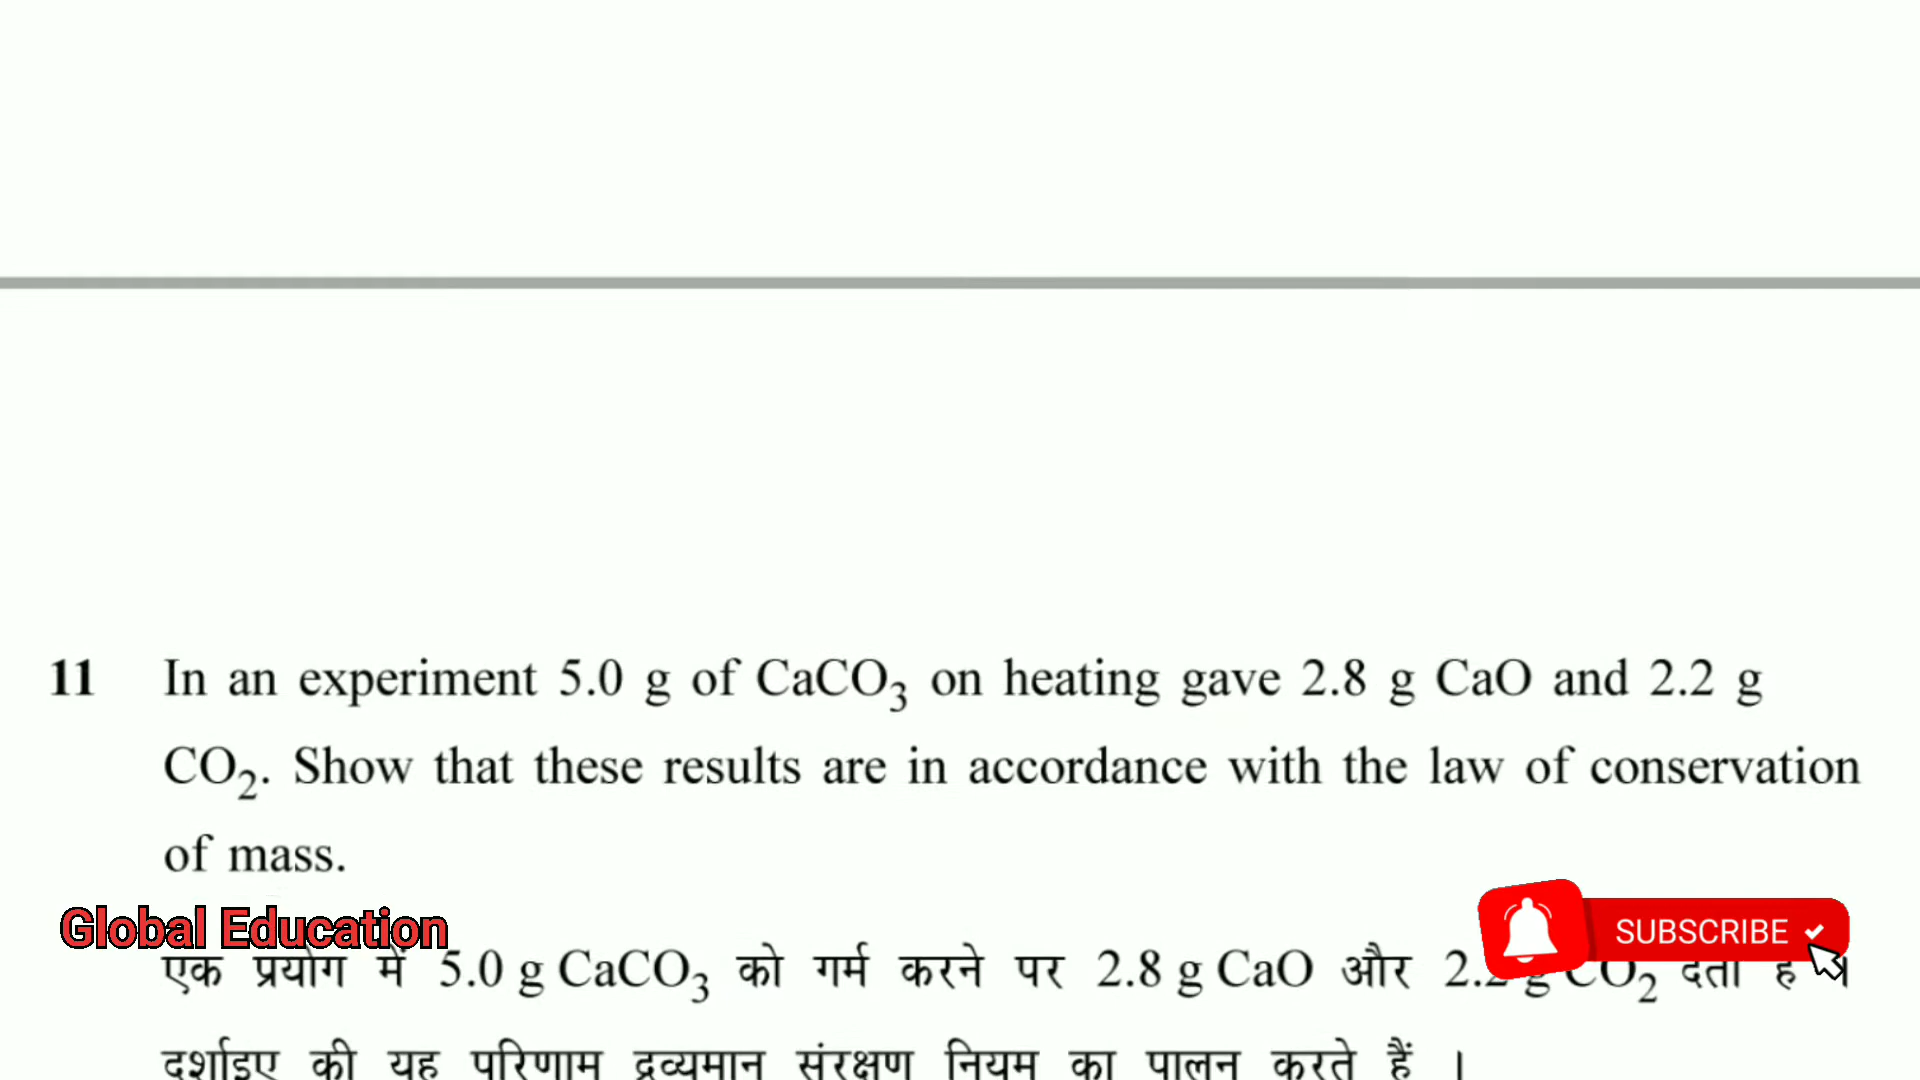 11 In an experiment 5.0 g of CaCO₃ on heating gave 2.8 g CaO and 2.2 g
CO₂. Show that these results are in accordance with the law of conservation
of mass.
Global Education
SUBSCRIBE
एक प्रयोग में 5.0 g CaCO₃ को गर्म करने पर 2.8 g CaO और 2.2 g CO₂ देता है ।
दर्शाइए की यह परिणाम द्रव्यमान संरक्षण नियम का पालन करते हैं ।